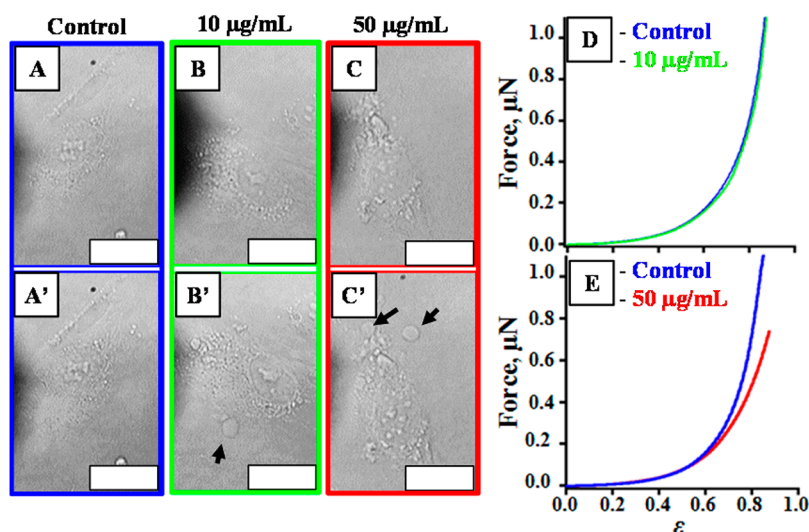 Control
10 µg/mL
50 µg/mL
A
B
C
A’
B’
C’
D
- Control
- 10 µg/mL
Force, µN
1.0
0.8
0.6
0.4
0.2
0.0
E
- Control
- 50 µg/mL
Force, µN
1.0
0.8
0.6
0.4
0.2
0.0
0.0 0.2 0.4 0.6 0.8 1.0
ε